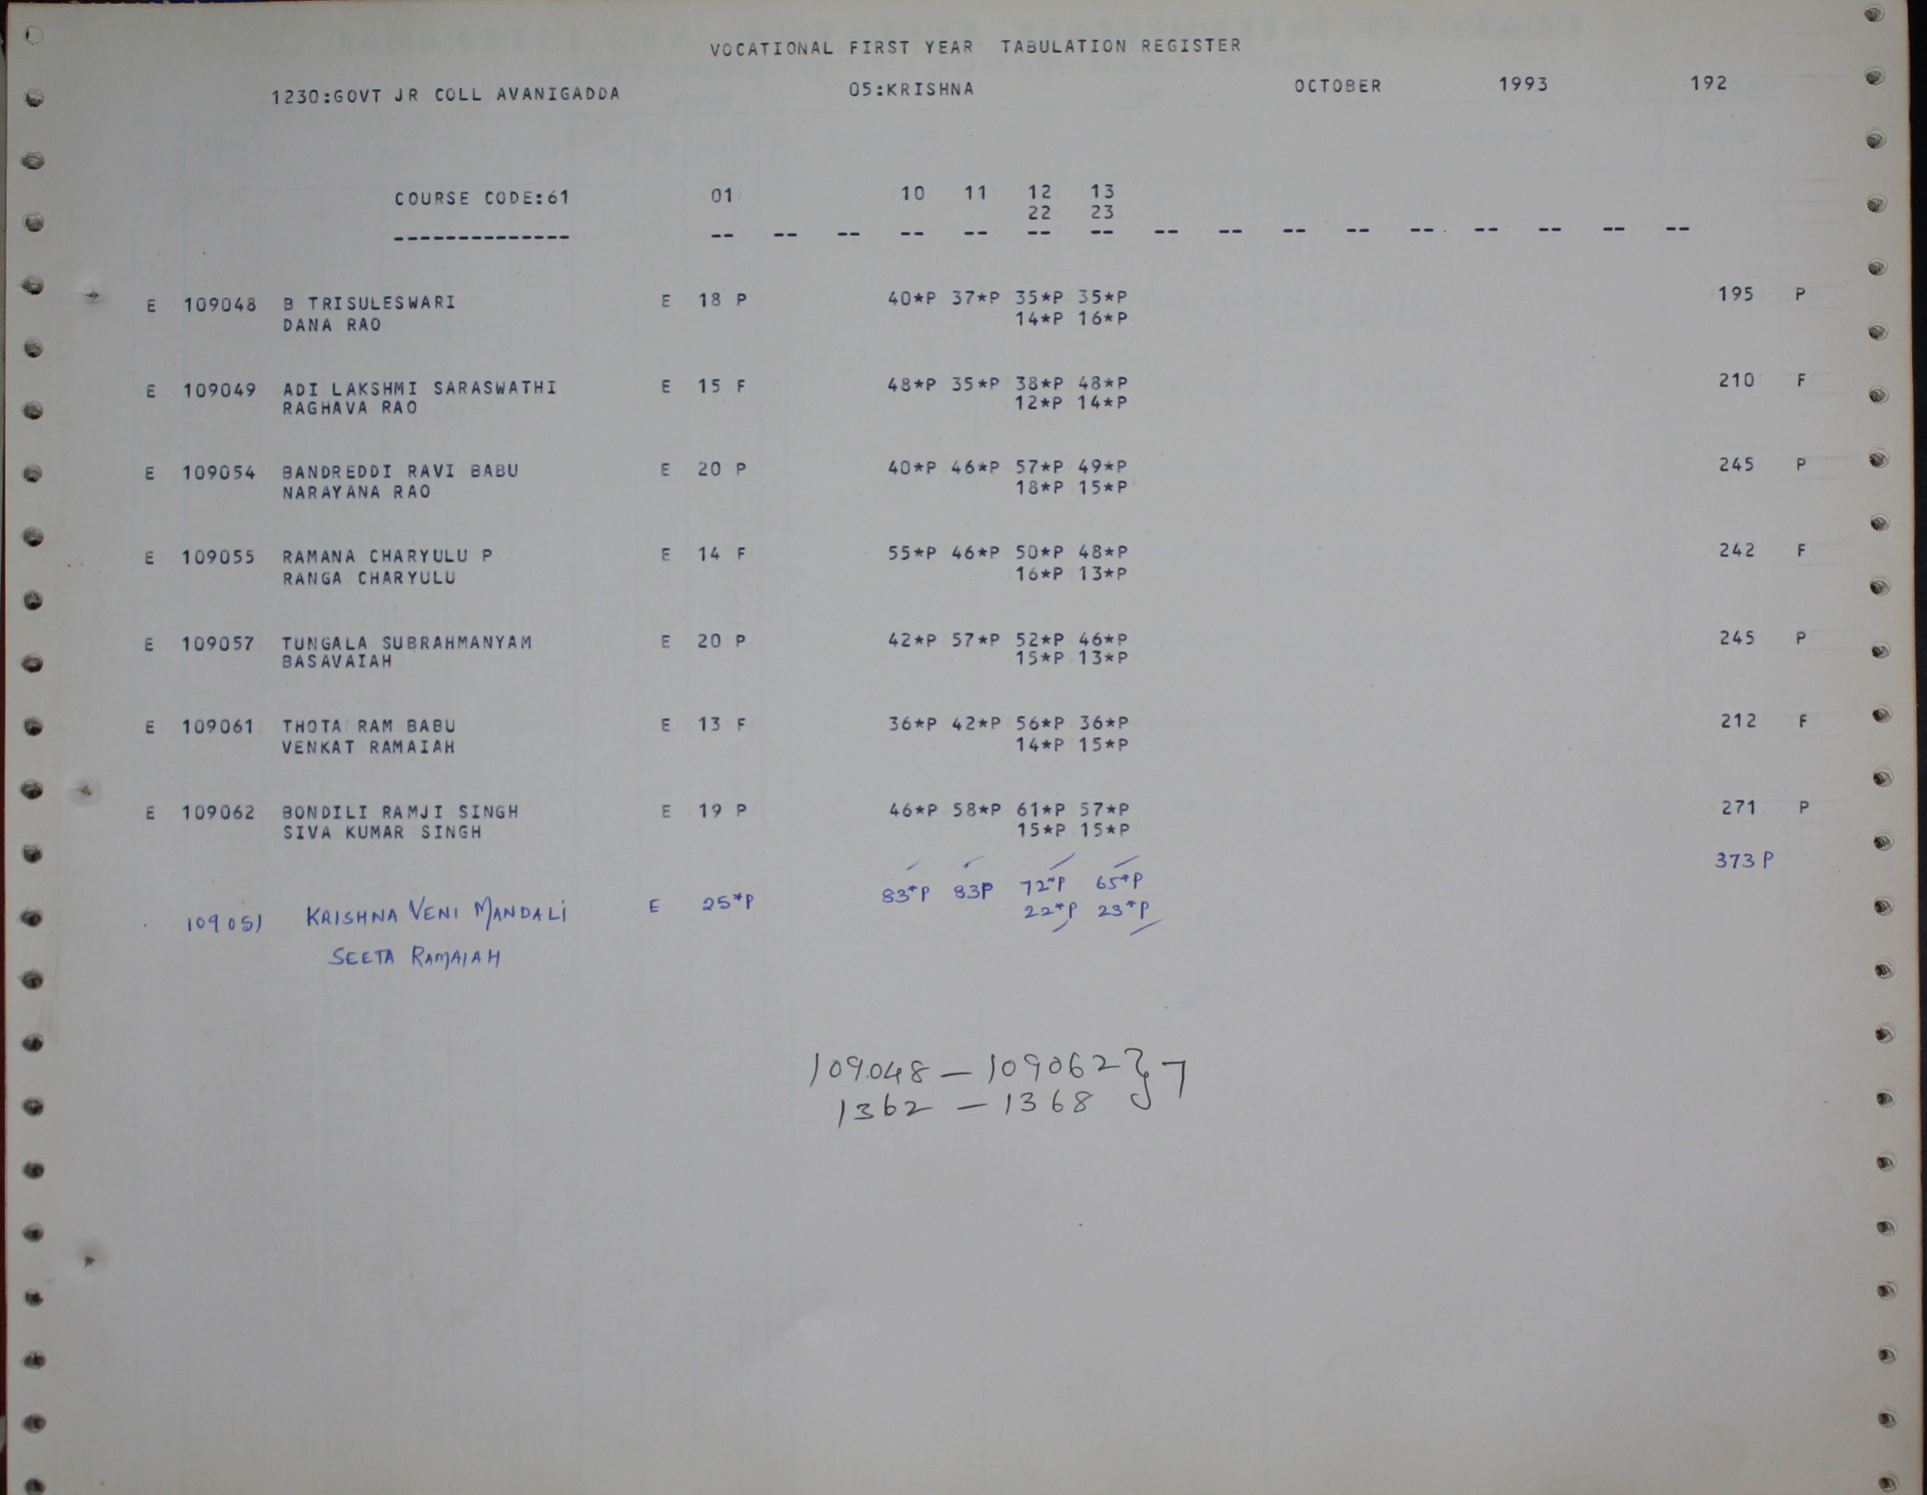 VOCATIONAL FIRST YEAR TABULATION REGISTER
1230:GOVT JR COLL AVANIGADDA 05:KRISHNA OCTOBER 1993 192
COURSE CODE:61 01 10 11 12 13
22 23
-------------- -- -- -- -- -- -- -- -- -- -- -- -- -- -- -- --
E 109048 B TRISULESWARI E 18 P 40*P 37*P 35*P 35*P 195 P
DANA RAO 14*P 16*P
E 109049 ADI LAKSHMI SARASWATHI E 15 F 48*P 35*P 38*P 48*P 210 F
RAGHAVA RAO 12*P 14*P
E 109054 BANDREDDI RAVI BABU E 20 P 40*P 46*P 57*P 49*P 245 P
NARAYANA RAO 18*P 15*P
E 109055 RAMANA CHARYULU P E 14 F 55*P 46*P 50*P 48*P 242 F
RANGA CHARYULU 16*P 13*P
E 109057 TUNGALA SUBRAHMANYAM E 20 P 42*P 57*P 52*P 46*P 245 P
BASAVAIAH 15*P 13*P
E 109061 THOTA RAM BABU E 13 F 36*P 42*P 56*P 36*P 212 F
VENKAT RAMAIAH 14*P 15*P
E 109062 BONDILI RAMJI SINGH E 19 P 46*P 58*P 61*P 57*P 271 P
SIVA KUMAR SINGH 15*P 15*P
109051 KRISHNA VENI MANDALI E 25*P 83*P 83P 72*P 65*P 373 P
22*P 23*P
SEETA RAMAIAH
109048 — 109062 } 7
1362 — 1368